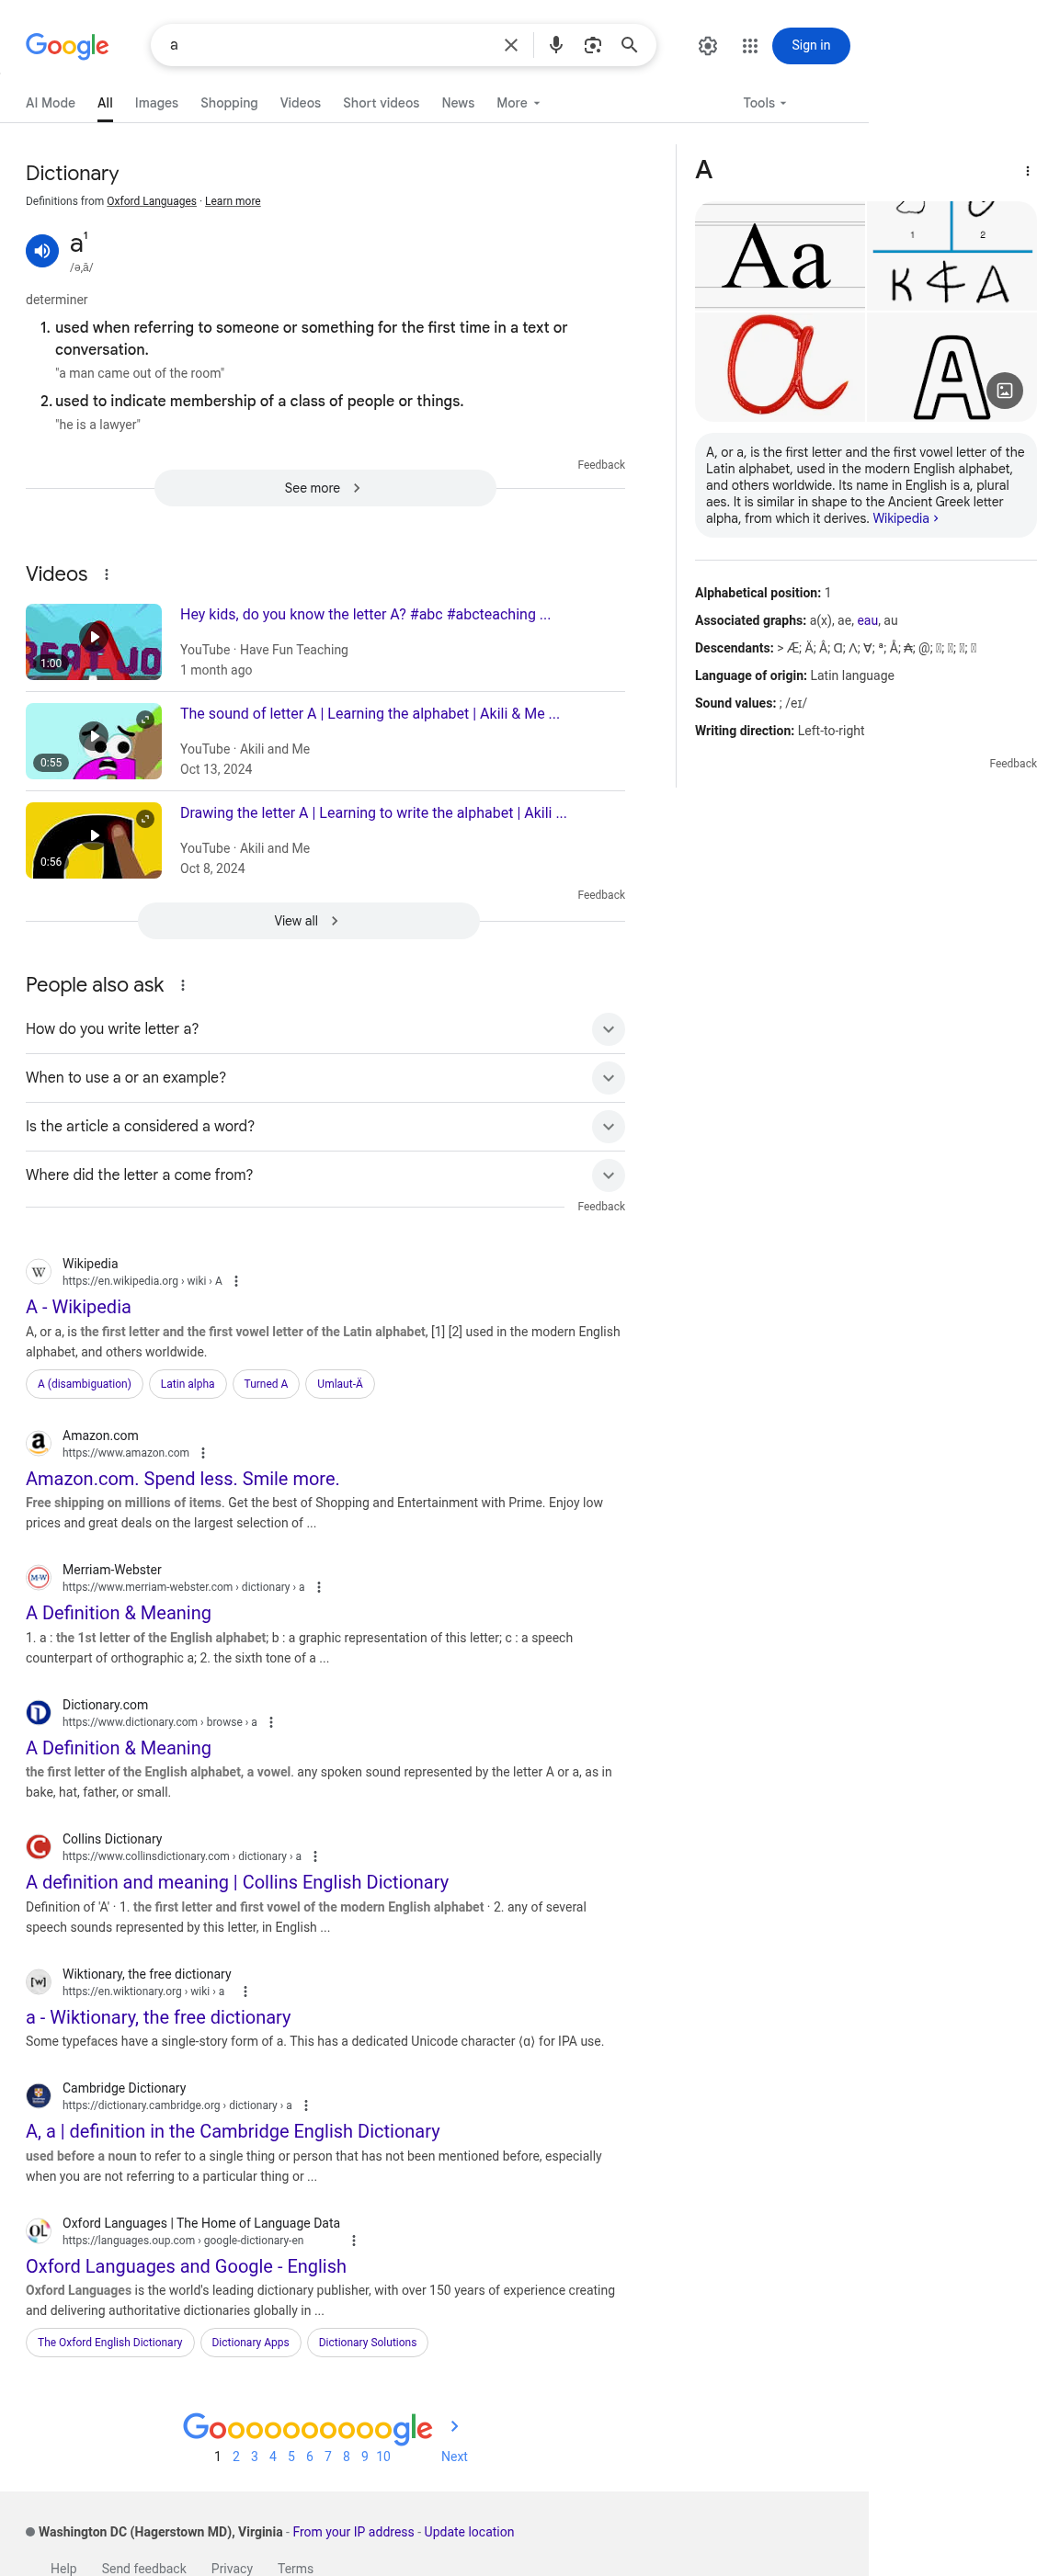 Google
a
Sign in
AI Mode
All
Images
Shopping
Videos
Short videos
News
More
Tools
Dictionary
Definitions from Oxford Languages · Learn more
a¹
/ə,ā/
determiner
1. used when referring to someone or something for the first time in a text or
conversation.
"a man came out of the room"
2. used to indicate membership of a class of people or things.
"he is a lawyer"
Feedback
See more
Videos
Hey kids, do you know the letter A? #abc #abcteaching ...
1:00
YouTube · Have Fun Teaching
1 month ago
The sound of letter A | Learning the alphabet | Akili & Me ...
0:55
YouTube · Akili and Me
Oct 13, 2024
Drawing the letter A | Learning to write the alphabet | Akili ...
0:56
YouTube · Akili and Me
Oct 8, 2024
Feedback
View all
People also ask
How do you write letter a?
When to use a or an example?
Is the article a considered a word?
Where did the letter a come from?
Feedback
Wikipedia
https://en.wikipedia.org › wiki › A
A - Wikipedia
A, or a, is the first letter and the first vowel letter of the Latin alphabet, [1] [2] used in the modern English
alphabet, and others worldwide.
A (disambiguation)
Latin alpha
Turned A
Umlaut-Ä
Amazon.com
https://www.amazon.com
Amazon.com. Spend less. Smile more.
Free shipping on millions of items. Get the best of Shopping and Entertainment with Prime. Enjoy low
prices and great deals on the largest selection of ...
Merriam-Webster
https://www.merriam-webster.com › dictionary › a
A Definition & Meaning
1. a : the 1st letter of the English alphabet; b : a graphic representation of this letter; c : a speech
counterpart of orthographic a; 2. the sixth tone of a ...
Dictionary.com
https://www.dictionary.com › browse › a
A Definition & Meaning
the first letter of the English alphabet, a vowel. any spoken sound represented by the letter A or a, as in
bake, hat, father, or small.
Collins Dictionary
https://www.collinsdictionary.com › dictionary › a
A definition and meaning | Collins English Dictionary
Definition of 'A' · 1. the first letter and first vowel of the modern English alphabet · 2. any of several
speech sounds represented by this letter, in English ...
Wiktionary, the free dictionary
https://en.wiktionary.org › wiki › a
a - Wiktionary, the free dictionary
Some typefaces have a single-story form of a. This has a dedicated Unicode character ⟨ɑ⟩ for IPA use.
Cambridge Dictionary
https://dictionary.cambridge.org › dictionary › a
A, a | definition in the Cambridge English Dictionary
used before a noun to refer to a single thing or person that has not been mentioned before, especially
when you are not referring to a particular thing or ...
Oxford Languages | The Home of Language Data
https://languages.oup.com › google-dictionary-en
Oxford Languages and Google - English
Oxford Languages is the world's leading dictionary publisher, with over 150 years of experience creating
and delivering authoritative dictionaries globally in ...
The Oxford English Dictionary
Dictionary Apps
Dictionary Solutions
Goooooooooogle
1 2 3 4 5 6 7 8 9 10 Next
A
Aa
1 2
a
A
A, or a, is the first letter and the first vowel letter of the
Latin alphabet, used in the modern English alphabet,
and others worldwide. Its name in English is a, plural
aes. It is similar in shape to the Ancient Greek letter
alpha, from which it derives. Wikipedia
Alphabetical position: 1
Associated graphs: a(x), ae, eau, au
Descendants: > Æ; Ä; Â; Ɑ; Λ; Ɐ; ª; Å; ₳; @;
Language of origin: Latin language
Sound values: ; /eɪ/
Writing direction: Left-to-right
Feedback
Washington DC (Hagerstown MD), Virginia - From your IP address - Update location
Help
Send feedback
Privacy
Terms